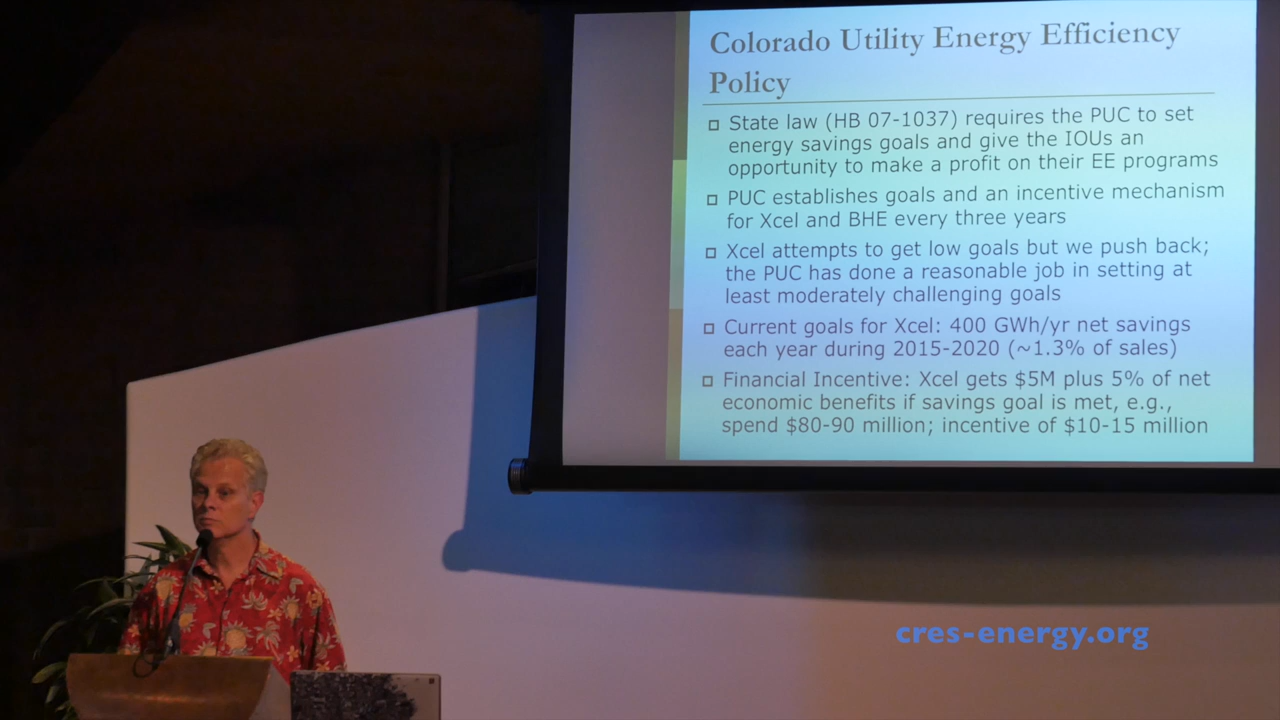 Colorado Utility Energy Efficiency
Policy
State law (HB 07-1037) requires the PUC to set
energy savings goals and give the IOUs an
opportunity to make a profit on their EE programs
PUC establishes goals and an incentive mechanism
for Xcel and BHE every three years
Xcel attempts to get low goals but we push back;
the PUC has done a reasonable job in setting at
least moderately challenging goals
Current goals for Xcel: 400 GWh/yr net savings
each year during 2015-2020 (~1.3% of sales)
Financial Incentive: Xcel gets $5M plus 5% of net
economic benefits if savings goal is met, e.g.,
spend $80-90 million; incentive of $10-15 million
cres-energy.org